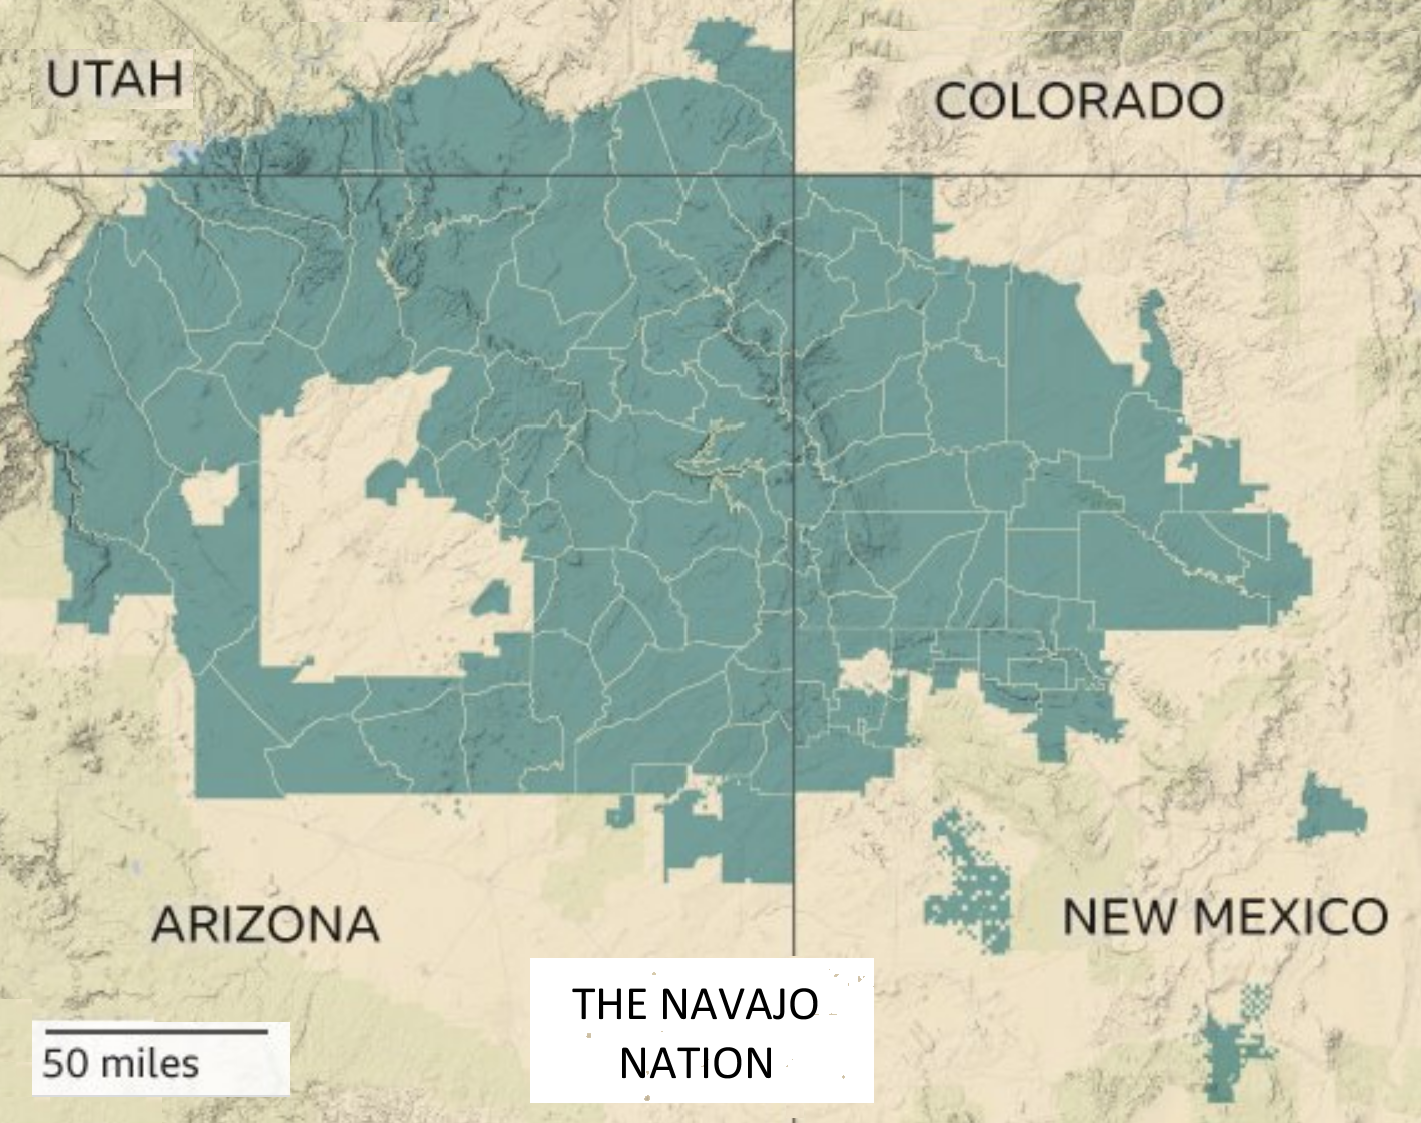 UTAH
COLORADO
ARIZONA
NEW MEXICO
THE NAVAJO
NATION
50 miles